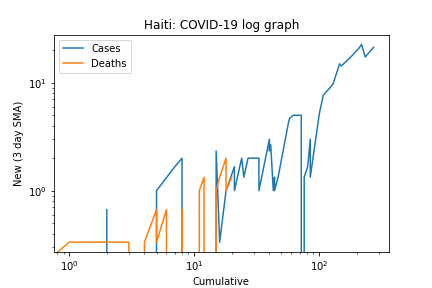 Haiti: COVID-19 log graph
Cases
Deaths
New (3 day SMA)
10¹
10⁰
10⁰ 10¹ 10²
Cumulative